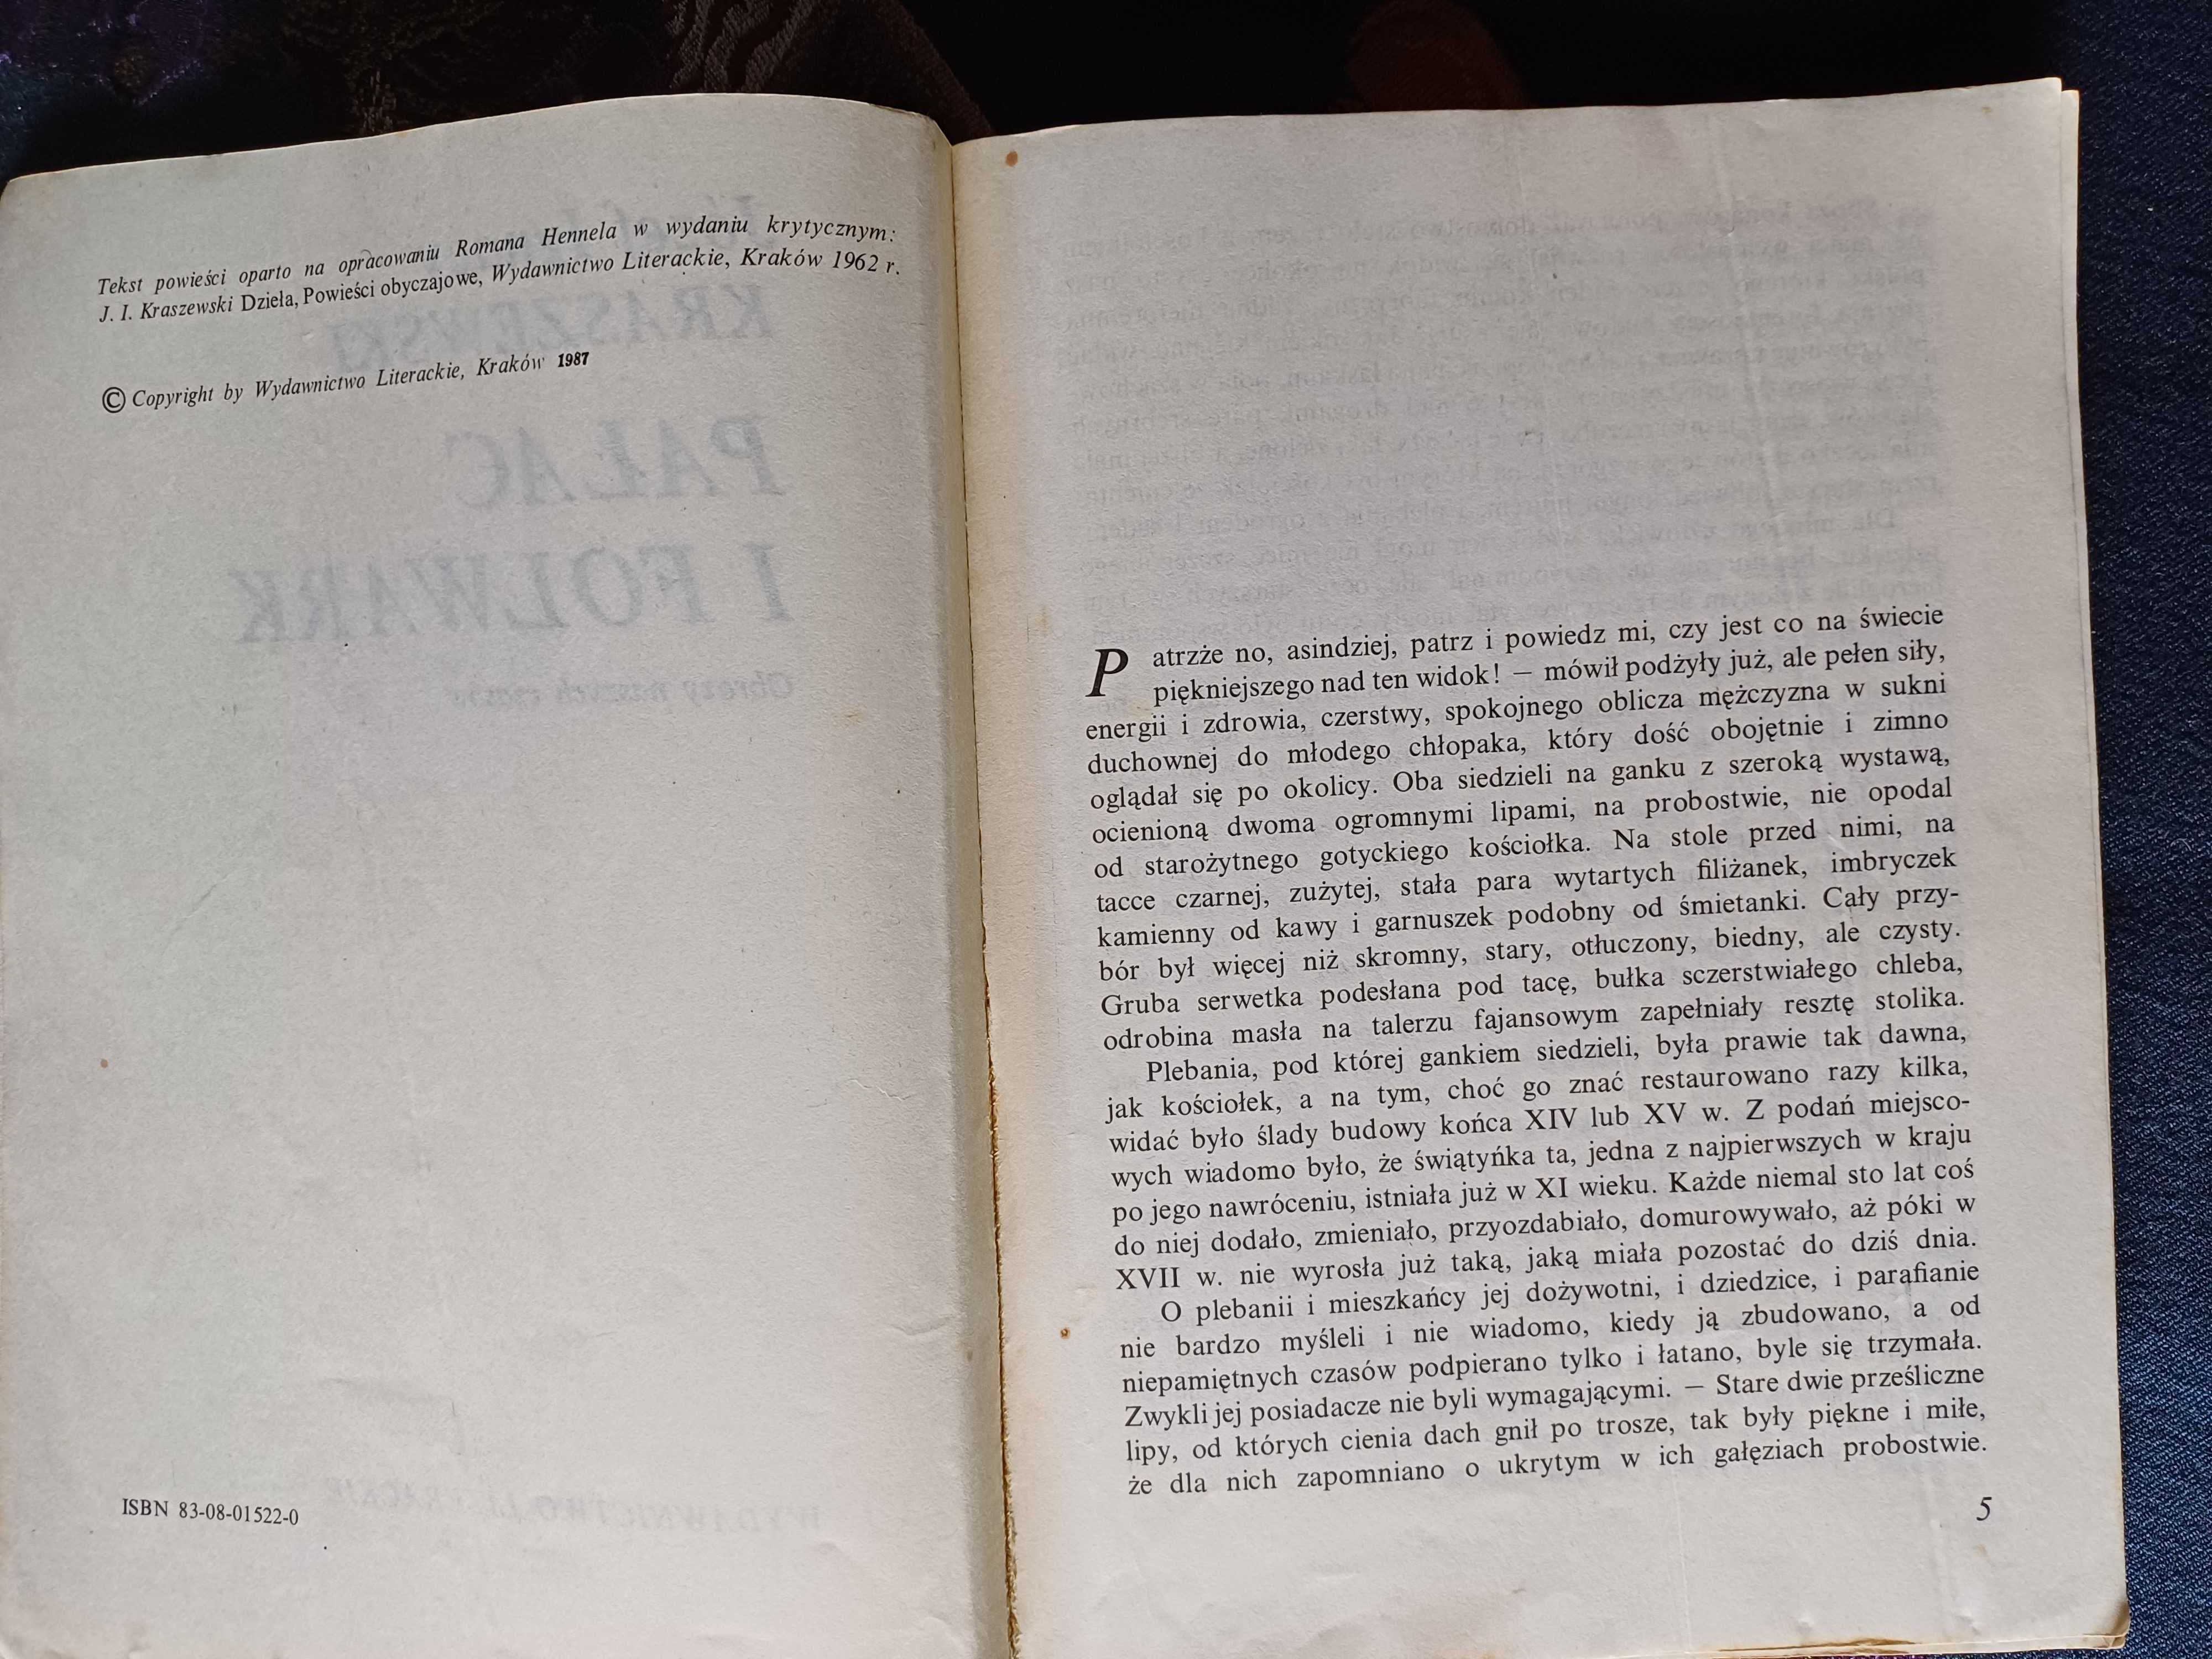 Tekst powieści oparto na opracowaniu Romana Hennela w wydaniu krytycznym:
J. I. Kraszewski Dzieła, Powieści obyczajowe, Wydawnictwo Literackie, Kraków 1962 r.
© Copyright by Wydawnictwo Literackie, Kraków 1987
KRASZEWSKI
PAŁAC
I FOLWARK
Obrazy naszych czasów
ISBN 83-08-01522-0
Patrzże no, asindziej, patrz i powiedz mi, czy jest co na świecie
piękniejszego nad ten widok! — mówił podżyły już, ale pełen siły,
energii i zdrowia, czerstwy, spokojnego oblicza mężczyzna w sukni
duchownej do młodego chłopaka, który dość obojętnie i zimno
oglądał się po okolicy. Oba siedzieli na ganku z szeroką wystawą,
ocienioną dwoma ogromnymi lipami, na probostwie, nie opodal
od starożytnego gotyckiego kościołka. Na stole przed nimi, na
tacce czarnej, zużytej, stała para wytartych filiżanek, imbryczek
kamienny od kawy i garnuszek podobny od śmietanki. Cały przy-
bór był więcej niż skromny, stary, otłuczony, biedny, ale czysty.
Gruba serwetka podesłana pod tacę, bułka sczerstwiałego chleba,
odrobina masła na talerzu fajansowym zapełniały resztę stolika.
Plebania, pod której gankiem siedzieli, była prawie tak dawna,
jak kościołek, a na tym, choć go znać restaurowano razy kilka,
widać było ślady budowy końca XIV lub XV w. Z podań miejsco-
wych wiadomo było, że świątyńka ta, jedna z najpierwszych w kraju
po jego nawróceniu, istniała już w XI wieku. Każde niemal sto lat coś
do niej dodało, zmieniało, przyozdabiało, domurowywało, aż póki w
XVII w. nie wyrosła już taką, jaką miała pozostać do dziś dnia.
O plebanii i mieszkańcy jej dożywotni, i dziedzice, i parafianie
nie bardzo myśleli i nie wiadomo, kiedy ją zbudowano, a od
niepamiętnych czasów podpierano tylko i łatano, byle się trzymała.
Zwykli jej posiadacze nie byli wymagającymi. — Stare dwie prześliczne
lipy, od których cienia dach gnił po trosze, tak były piękne i miłe,
że dla nich zapomniano o ukrytym w ich gałęziach probostwie.
5